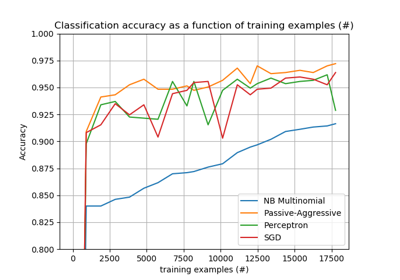 Classification accuracy as a function of training examples (#)
1.000
0.975
0.950
0.925
0.900
0.875
0.850
0.825
0.800
Accuracy
NB Multinomial
Passive-Aggressive
Perceptron
SGD
0 2500 5000 7500 10000 12500 15000 17500
training examples (#)